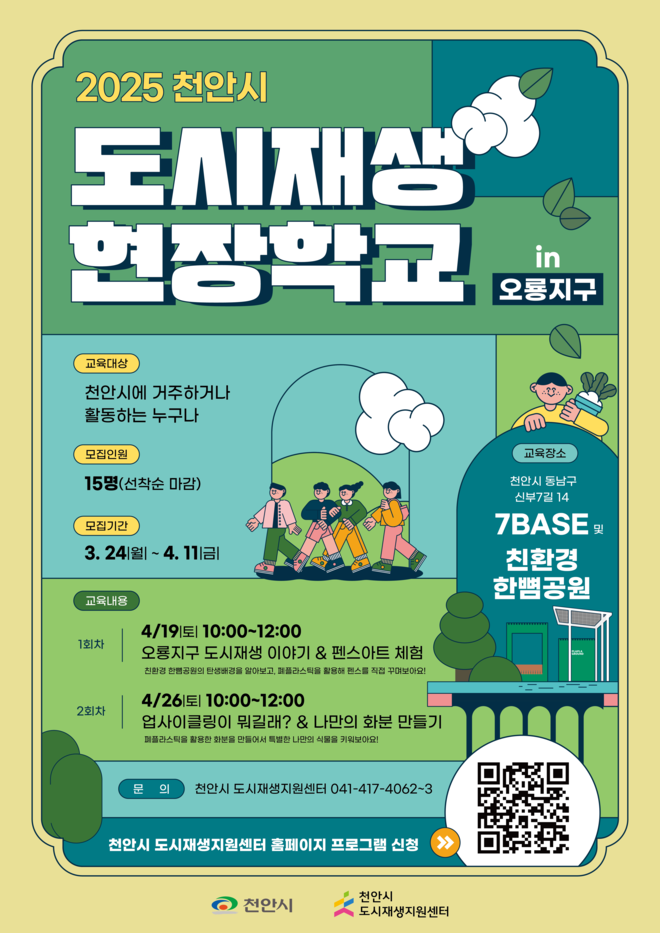 2025 천안시
도시재생
현장학교
in
오룡지구
교육대상
천안시에 거주하거나
활동하는 누구나
모집인원
15명(선착순 마감)
모집기간
3. 24|월| ~ 4. 11|금|
교육장소
천안시 동남구
신부7길 14
7BASE 및
친환경
한뼘공원
교육내용
1회차
4/19|토| 10:00~12:00
오룡지구 도시재생 이야기 & 펜스아트 체험
친환경 한뼘공원의 탄생배경을 알아보고, 폐플라스틱을 활용해 펜스를 직접 꾸며보아요!
2회차
4/26|토| 10:00~12:00
업사이클링이 뭐길래? & 나만의 화분 만들기
폐플라스틱을 활용한 화분을 만들어서 특별한 나만의 식물을 키워보아요!
문 의
천안시 도시재생지원센터 041-417-4062~3
천안시 도시재생지원센터 홈페이지 프로그램 신청
천안시
천안시
도시재생지원센터